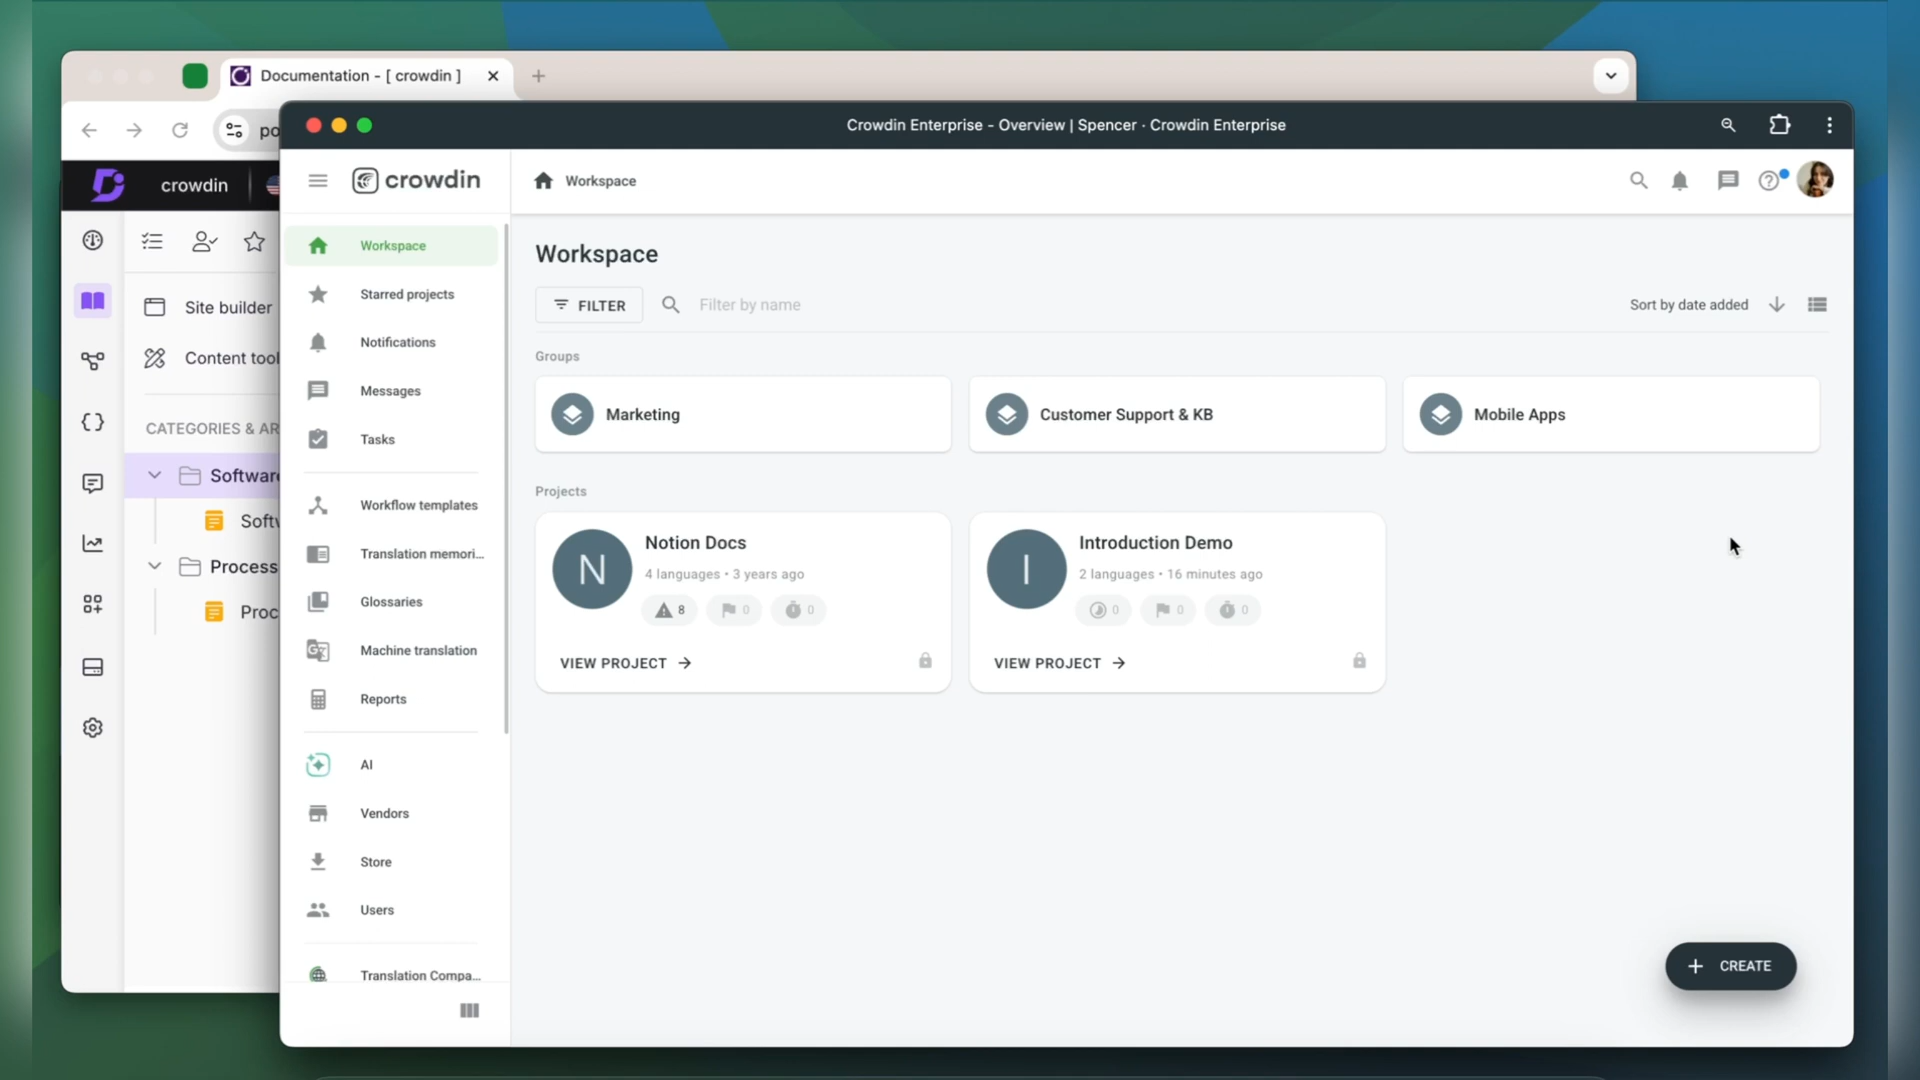 Documentation - [ crowdin ]
Crowdin Enterprise - Overview | Spencer · Crowdin Enterprise
crowdin
Site builder
Content tool
CATEGORIES & AR
Software
Softw
Process
Proc
crowdin
Workspace
Workspace
Starred projects
Notifications
Messages
Tasks
Workflow templates
Translation memori...
Glossaries
Machine translation
Reports
AI
Vendors
Store
Users
Translation Compa...
Workspace
FILTER
Filter by name
Sort by date added
Groups
Marketing
Customer Support & KB
Mobile Apps
Projects
N
Notion Docs
4 languages • 3 years ago
8
0
0
VIEW PROJECT
I
Introduction Demo
2 languages • 16 minutes ago
0
0
0
VIEW PROJECT
CREATE